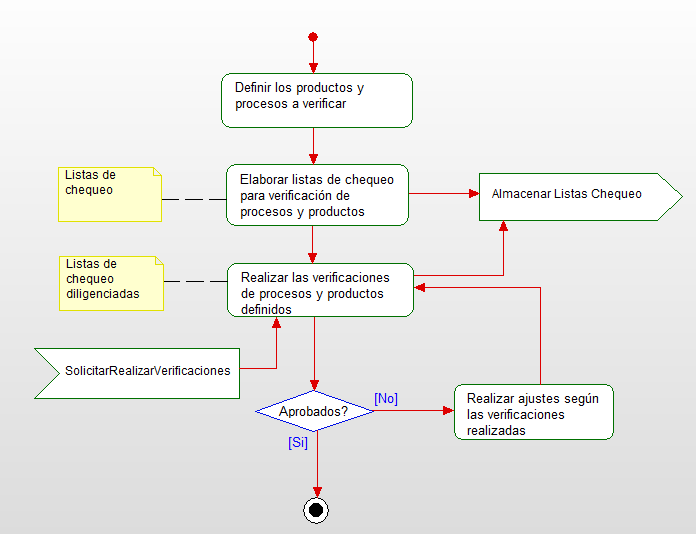 Definir los productos y
procesos a verificar
Listas de
chequeo
Elaborar listas de chequeo
para verificación de
procesos y productos
Almacenar Listas Chequeo
Listas de
chequeo
diligenciadas
Realizar las verificaciones
de procesos y productos
definidos
SolicitarRealizarVerificaciones
Aprobados?
[No]
Realizar ajustes según
las verificaciones
realizadas
[Si]